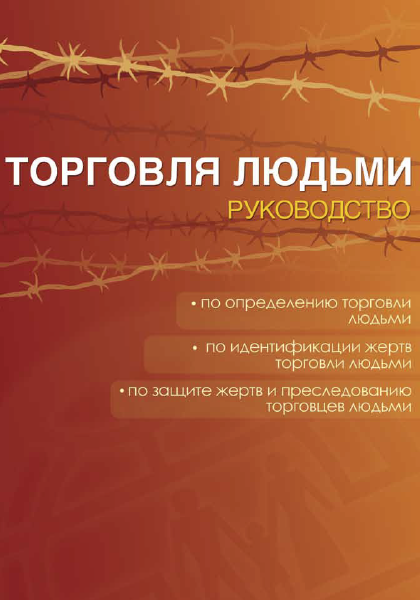 ТОРГОВЛЯ ЛЮДЬМИ
РУКОВОДСТВО
• по определению торговли
людьми
• по идентификации жертв
торговли людьми
• по защите жертв и преследованию
торговцев людьми